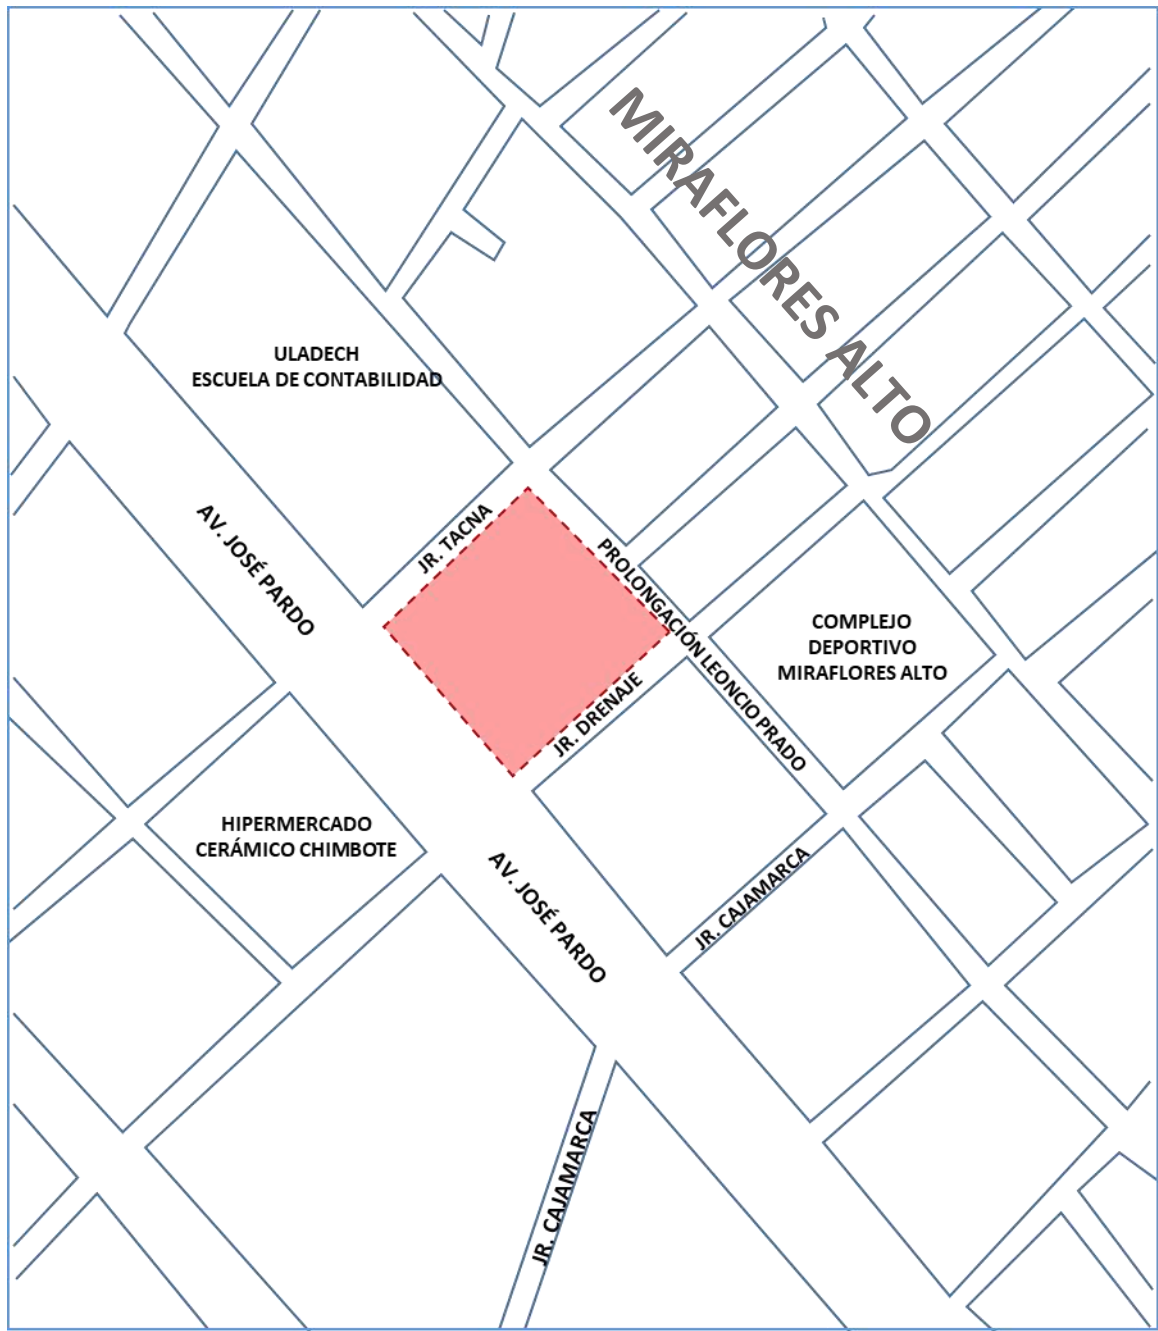 MIRAFLORES ALTO
ULADECH
ESCUELA DE CONTABILIDAD
JR. TACNA
AV. JOSÉ PARDO
PROLONGACIÓN LEONCIO PRADO
COMPLEJO
DEPORTIVO
MIRAFLORES ALTO
JR. DRENAJE
HIPERMERCADO
CERÁMICO CHIMBOTE
AV. JOSÉ PARDO
JR. CAJAMARCA
JR. CAJAMARCA